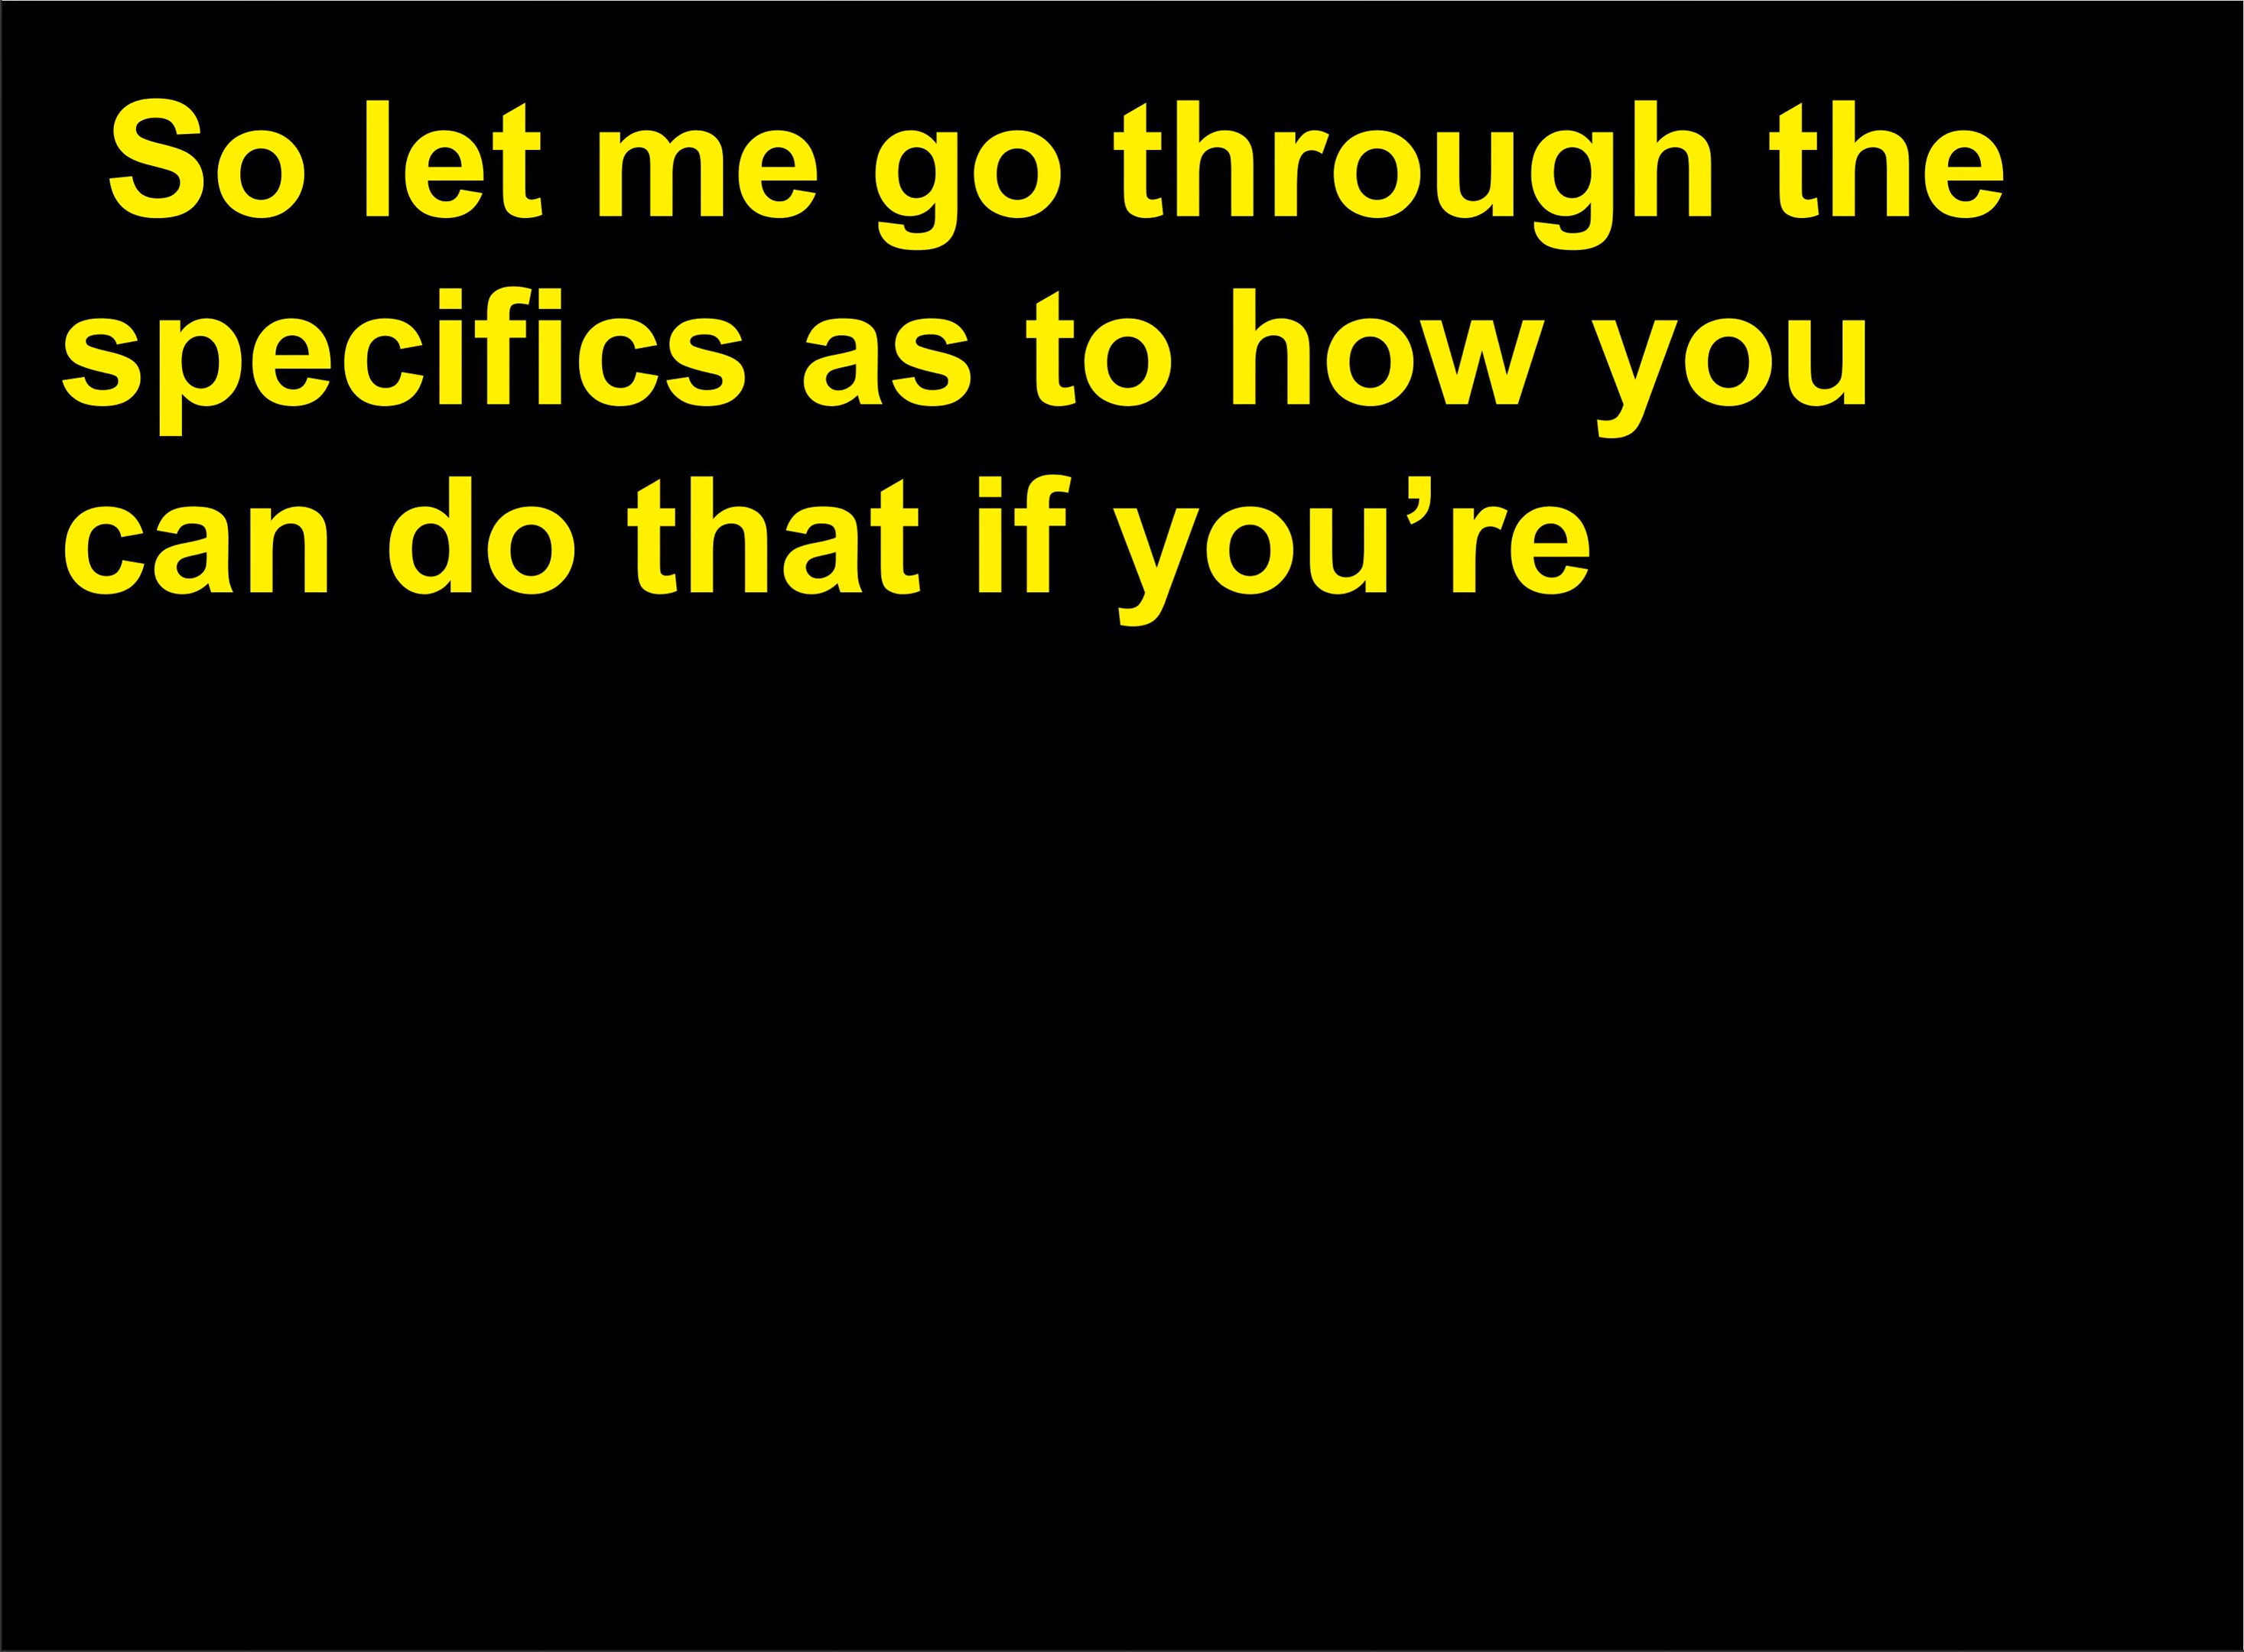 So let me go through the
specifics as to how you
can do that if you’re